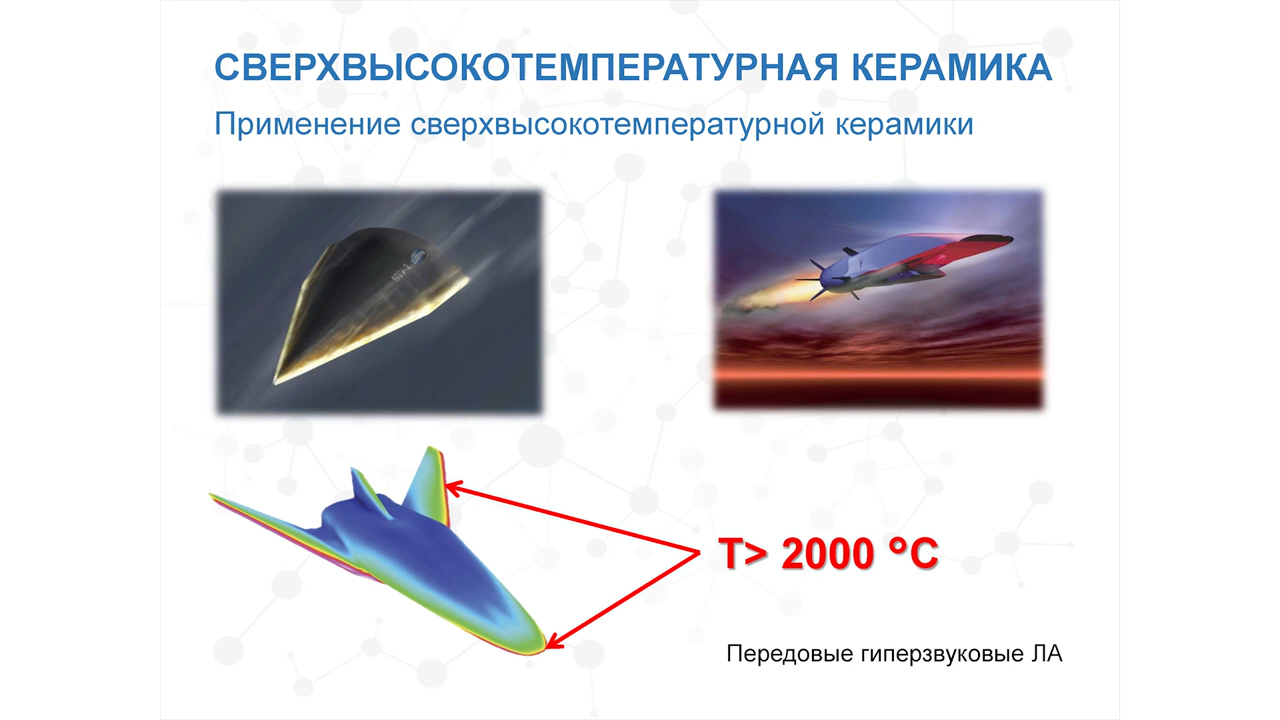 СВЕРХВЫСОКОТЕМПЕРАТУРНАЯ КЕРАМИКА
Применение сверхвысокотемпературной керамики
T> 2000 °C
Передовые гиперзвуковые ЛА